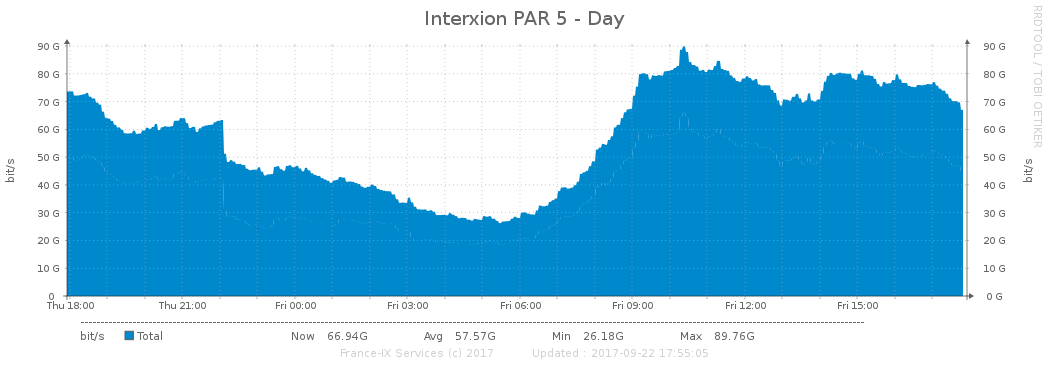 Interxion PAR 5 - Day
RRDTOOL / TOBI OETIKER
bit/s
90 G 90 G
80 G 80 G
70 G 70 G
60 G 60 G
50 G 50 G
40 G 40 G
30 G 30 G
20 G 20 G
10 G 10 G
0 0 G
bit/s
Thu 18:00 Thu 21:00 Fri 00:00 Fri 03:00 Fri 06:00 Fri 09:00 Fri 12:00 Fri 15:00
bit/s Total Now 66.94G Avg 57.57G Min 26.18G Max 89.76G
France-IX Services (c) 2017 Updated : 2017-09-22 17:55:05